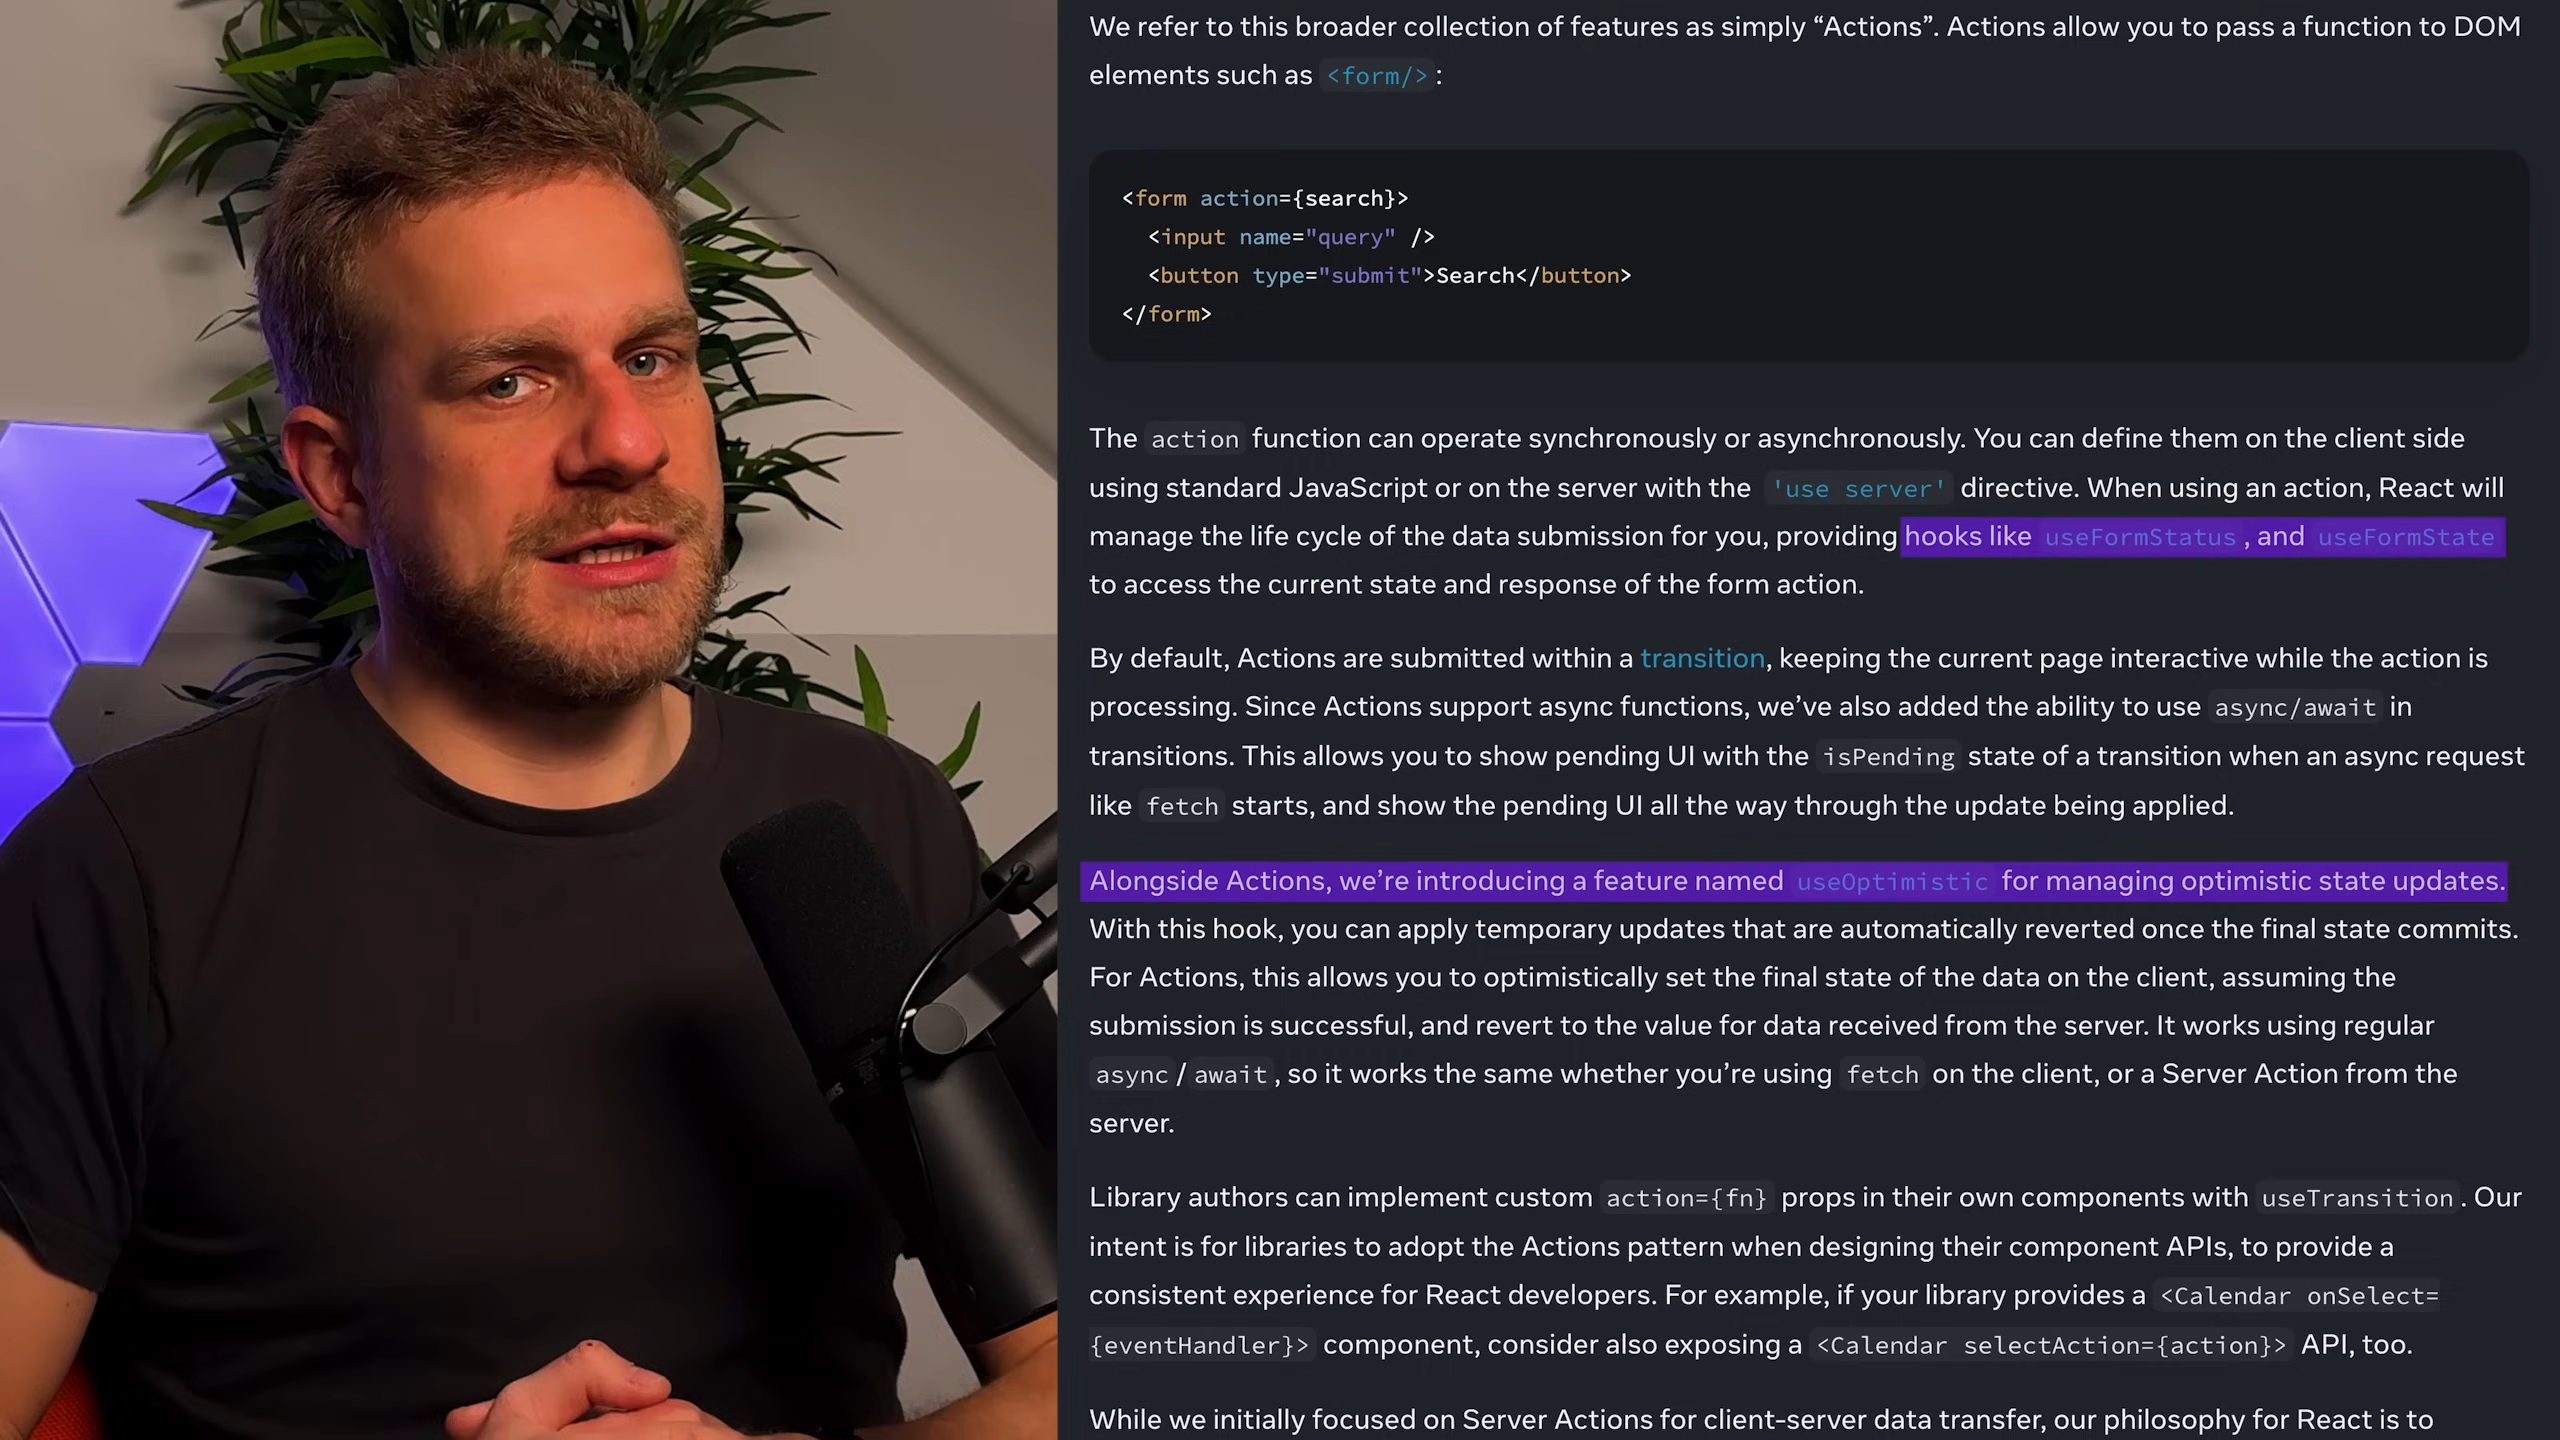 We refer to this broader collection of features as simply “Actions”. Actions allow you to pass a function to DOM
elements such as <form/>:
<form action={search}>
  <input name="query" />
  <button type="submit">Search</button>
</form>
The action function can operate synchronously or asynchronously. You can define them on the client side
using standard JavaScript or on the server with the 'use server' directive. When using an action, React will
manage the life cycle of the data submission for you, providing hooks like useFormStatus, and useFormState
to access the current state and response of the form action.
By default, Actions are submitted within a transition, keeping the current page interactive while the action is
processing. Since Actions support async functions, we’ve also added the ability to use async/await in
transitions. This allows you to show pending UI with the isPending state of a transition when an async request
like fetch starts, and show the pending UI all the way through the update being applied.
Alongside Actions, we’re introducing a feature named useOptimistic for managing optimistic state updates.
With this hook, you can apply temporary updates that are automatically reverted once the final state commits.
For Actions, this allows you to optimistically set the final state of the data on the client, assuming the
submission is successful, and revert to the value for data received from the server. It works using regular
async/await, so it works the same whether you’re using fetch on the client, or a Server Action from the
server.
Library authors can implement custom action={fn} props in their own components with useTransition. Our
intent is for libraries to adopt the Actions pattern when designing their component APIs, to provide a
consistent experience for React developers. For example, if your library provides a <Calendar onSelect=
{eventHandler}> component, consider also exposing a <Calendar selectAction={action}> API, too.
While we initially focused on Server Actions for client-server data transfer, our philosophy for React is to